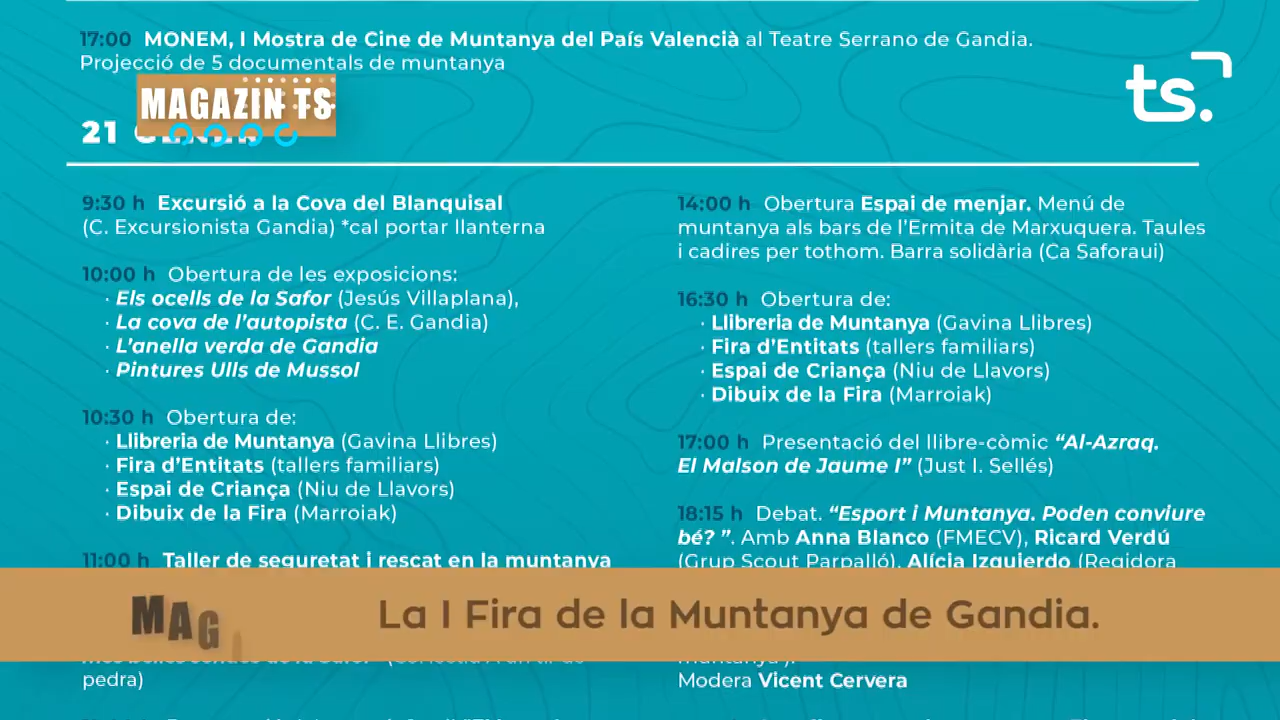 17:00 MONEM, I Mostra de Cine de Muntanya del País Valencià al Teatre Serrano de Gandia.
Projecció de 5 documentals de muntanya
MAGAZIN TS
ts.
21
9:30 h Excursió a la Cova del Blanquisal
(C. Excursionista Gandia) *cal portar llanterna
10:00 h Obertura de les exposicions:
· Els ocells de la Safor (Jesús Villaplana),
· La cova de l’autopista (C. E. Gandia)
· L’anella verda de Gandia
· Pintures Ulls de Mussol
10:30 h Obertura de:
· Llibreria de Muntanya (Gavina Llibres)
· Fira d’Entitats (tallers familiars)
· Espai de Criança (Niu de Llavors)
· Dibuix de la Fira (Marroiak)
11:00 h Taller de seguretat i rescat en la muntanya
pedra)
14:00 h Obertura Espai de menjar. Menú de
muntanya als bars de l’Ermita de Marxuquera. Taules
i cadires per tothom. Barra solidària (Ca Saforaui)
16:30 h Obertura de:
· Llibreria de Muntanya (Gavina Llibres)
· Fira d’Entitats (tallers familiars)
· Espai de Criança (Niu de Llavors)
· Dibuix de la Fira (Marroiak)
17:00 h Presentació del llibre-còmic “Al-Azraq.
El Malson de Jaume I” (Just I. Sellés)
18:15 h Debat. “Esport i Muntanya. Poden conviure
bé? ”. Amb Anna Blanco (FMECV), Ricard Verdú
(Grup Scout Parpalló), Alícia Izquierdo (Regidora
muntanya”).
Modera Vicent Cervera
MAG
La I Fira de la Muntanya de Gandia.